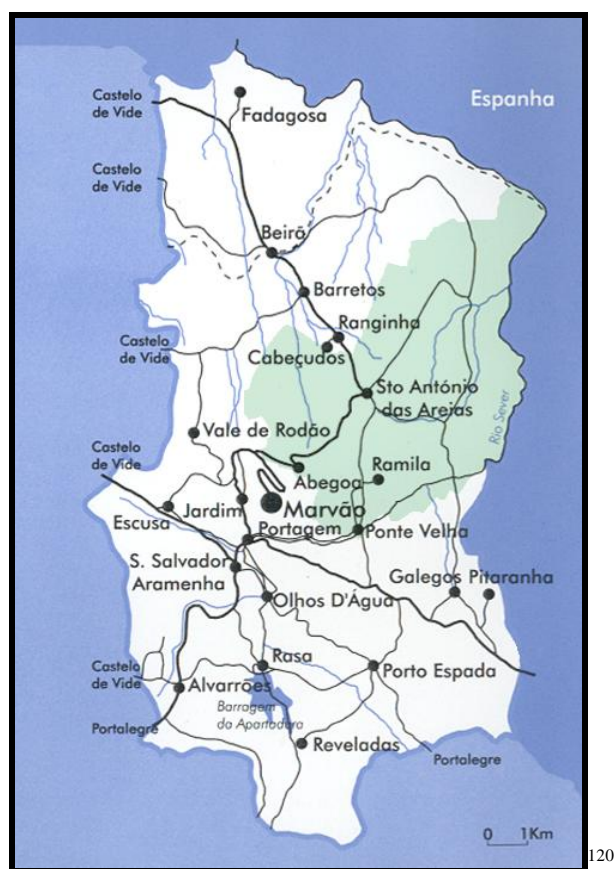 Castelo
de Vide
Fadagosa
Espanha
Castelo
de Vide
Beirã
Barretos
Ranginha
Castelo
de Vide
Cabeçudos
Sto António
das Areias
Rio Sever
Vale de Rodão
Castelo
de Vide
Abegoa
Ramila
Jardim
Marvão
Escusa
Portagem
Ponte Velha
S. Salvador
Aramenha
Galegos
Pitaranha
Olhos D'Água
Castelo
de Vide
Rasa
Porto Espada
Alvarrões
Barragem
da Apartadura
Portalegre
Reveladas
Portalegre
0 1Km
120